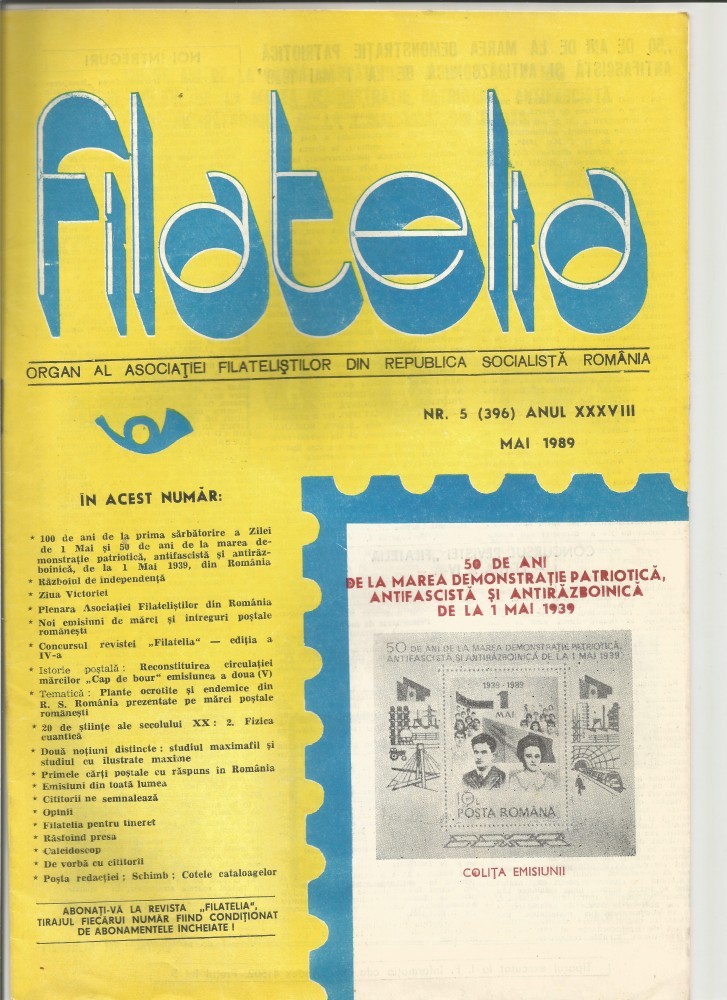 Filatelia
ORGAN AL ASOCIAŢIEI FILATELIŞTILOR DIN REPUBLICA SOCIALISTĂ ROMÂNIA
NR. 5 (396) ANUL XXXVIII
MAI 1989
ÎN ACEST NUMĂR:
* 100 de ani de la prima sărbătorire a Zilei
de 1 Mai şi 50 de ani de la marea de-
monstraţie patriotică, antifascistă şi antirăz-
boinică, de la 1 Mai 1939, din România
* Războiul de independenţă
* Ziua Victoriei
* Plenara Asociaţiei Filateliştilor din România
* Noi emisiuni de mărci şi întreguri poştale
româneşti
* Concursul revistei „Filatelia“ — ediţia a
IV-a
* Istorie poştală : Reconstituirea circulaţiei
mărcilor „Cap de bour“ emisiunea a doua (V)
* Tematică : Plante ocrotite şi endemice din
R. S. România prezentate pe mărci poştale
româneşti
* 20 de ştiinţe ale secolului XX : 2. Fizica
cuantică
* Două noţiuni distincte : studiul maximafil şi
studiul cu ilustrate maxime
* Primele cărţi poştale cu răspuns în România
* Emisiuni din toată lumea
* Cititorii ne semnalează
* Opinii
* Filatelia pentru tineret
* Răsfoind presa
* Caleidoscop
* De vorbă cu cititorii
* Poşta redacţiei ; Schimb ; Cotele cataloagelor
ABONAŢI-VĂ LA REVISTA „FILATELIA“,
TIRAJUL FIECĂRUI NUMĂR FIIND CONDIŢIONAT
DE ABONAMENTELE ÎNCHEIATE !
50 DE ANI
DE LA MAREA DEMONSTRAŢIE PATRIOTICĂ,
ANTIFASCISTĂ ŞI ANTIRĂZBOINICĂ
DE LA 1 MAI 1939
50 DE ANI DE LA MAREA DEMONSTRAŢIE PATRIOTICĂ,
ANTIFASCISTĂ ŞI ANTIRĂZBOINICĂ DE LA 1 MAI 1939
1939 - 1989
1
MAI
10L
POŞTA ROMÂNĂ
COLIŢA EMISIUNII